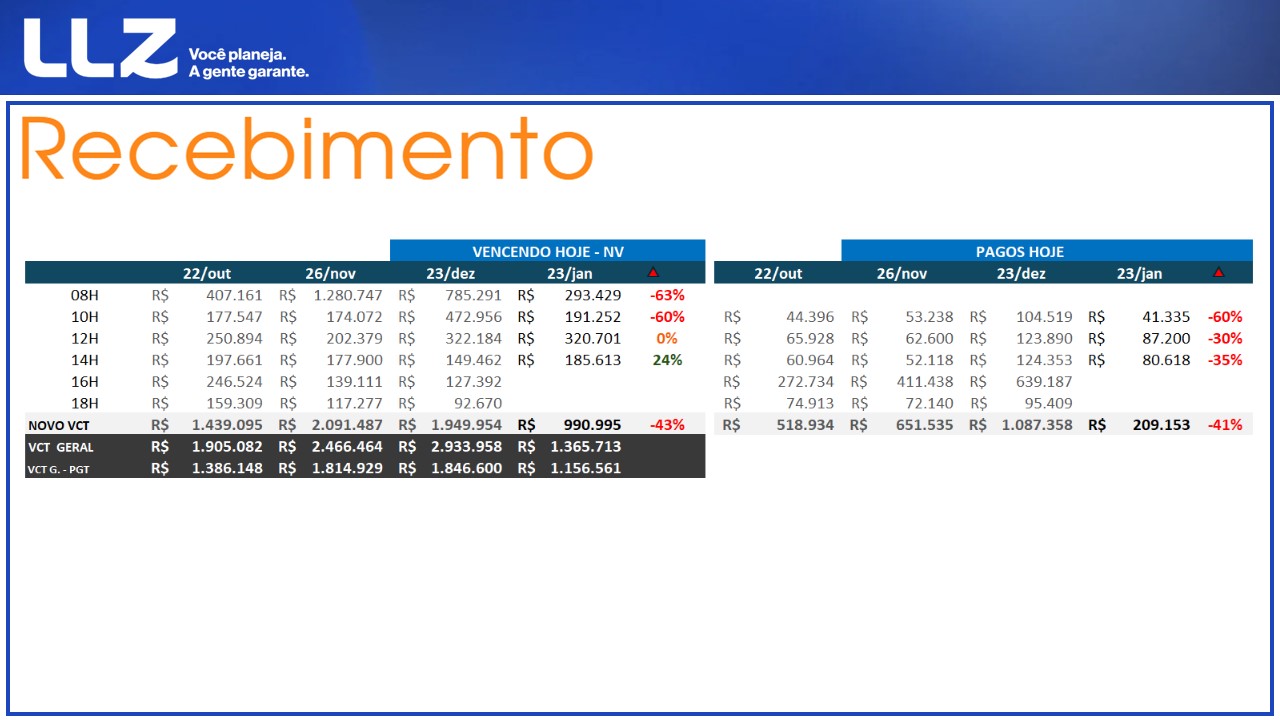 LLZ
Você planeja.
A gente garante.
Recebimento
VENCENDO HOJE - NV PAGOS HOJE
22/out 26/nov 23/dez 23/jan 22/out 26/nov 23/dez 23/jan
08H R$ 407.161 R$ 1.280.747 R$ 785.291 R$ 293.429 -63%
10H R$ 177.547 R$ 174.072 R$ 472.956 R$ 191.252 -60% R$ 44.396 R$ 53.238 R$ 104.519 R$ 41.335 -60%
12H R$ 250.894 R$ 202.379 R$ 322.184 R$ 320.701 0% R$ 65.928 R$ 62.600 R$ 123.890 R$ 87.200 -30%
14H R$ 197.661 R$ 177.900 R$ 149.462 R$ 185.613 24% R$ 60.964 R$ 52.118 R$ 124.353 R$ 80.618 -35%
16H R$ 246.524 R$ 139.111 R$ 127.392 R$ 272.734 R$ 411.438 R$ 639.187
18H R$ 159.309 R$ 117.277 R$ 92.670 R$ 74.913 R$ 72.140 R$ 95.409
NOVO VCT R$ 1.439.095 R$ 2.091.487 R$ 1.949.954 R$ 990.995 -43% R$ 518.934 R$ 651.535 R$ 1.087.358 R$ 209.153 -41%
VCT GERAL R$ 1.905.082 R$ 2.466.464 R$ 2.933.958 R$ 1.365.713
VCT G. - PGT R$ 1.386.148 R$ 1.814.929 R$ 1.846.600 R$ 1.156.561